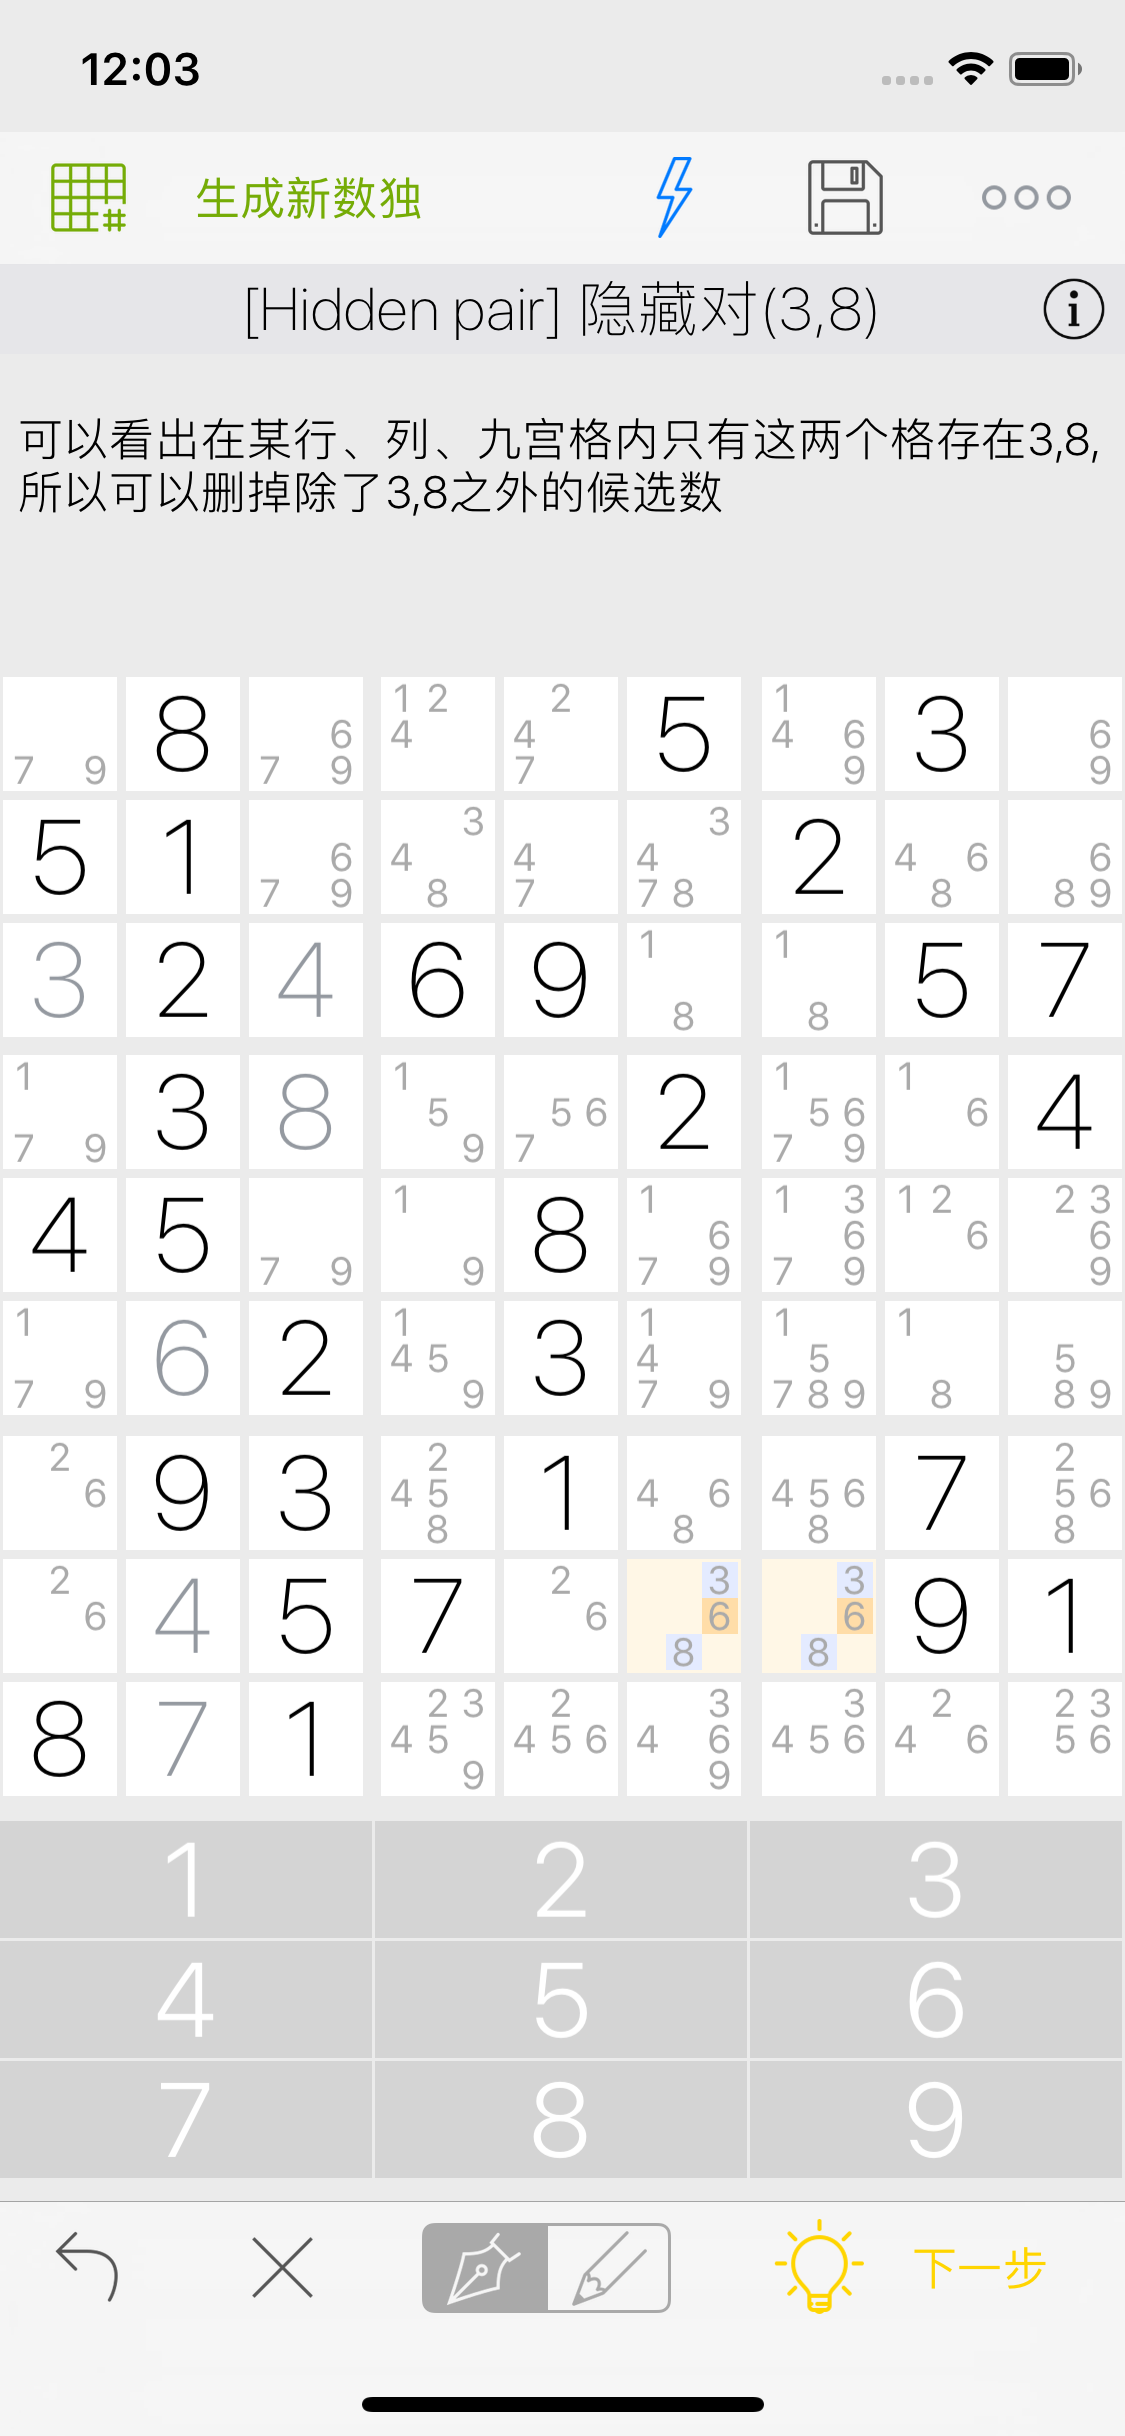 12:03
生成新数独
[Hidden pair] 隐藏对(3,8)
可以看出在某行、列、九宫格内只有这两个格存在3,8,
所以可以删掉除了3,8之外的候选数
7 9 8 6 7 9 1 2 4 2 4 7 5 1 4 6 9 3 6 9
5 1 6 7 9 3 4 8 4 7 3 4 7 8 2 4 6 8 6 8 9
3 2 4 6 9 1 8 1 8 5 7
1 7 9 3 8 1 5 9 5 6 7 2 1 5 6 7 9 1 6 4
4 5 7 9 1 9 8 1 6 7 9 1 3 6 7 9 1 2 6 2 3 6 9
1 7 9 6 2 1 4 5 9 3 1 4 7 9 1 5 7 8 9 1 8 5 8 9
2 6 9 3 2 4 5 8 1 4 6 8 4 5 6 8 7 2 5 6 8
2 6 4 5 7 2 6 3 6 8 3 6 8 9 1
8 7 1 2 3 4 5 9 2 4 5 6 3 4 6 9 3 4 5 6 2 4 6 2 3 5 6
1 2 3
4 5 6
7 8 9
下一步